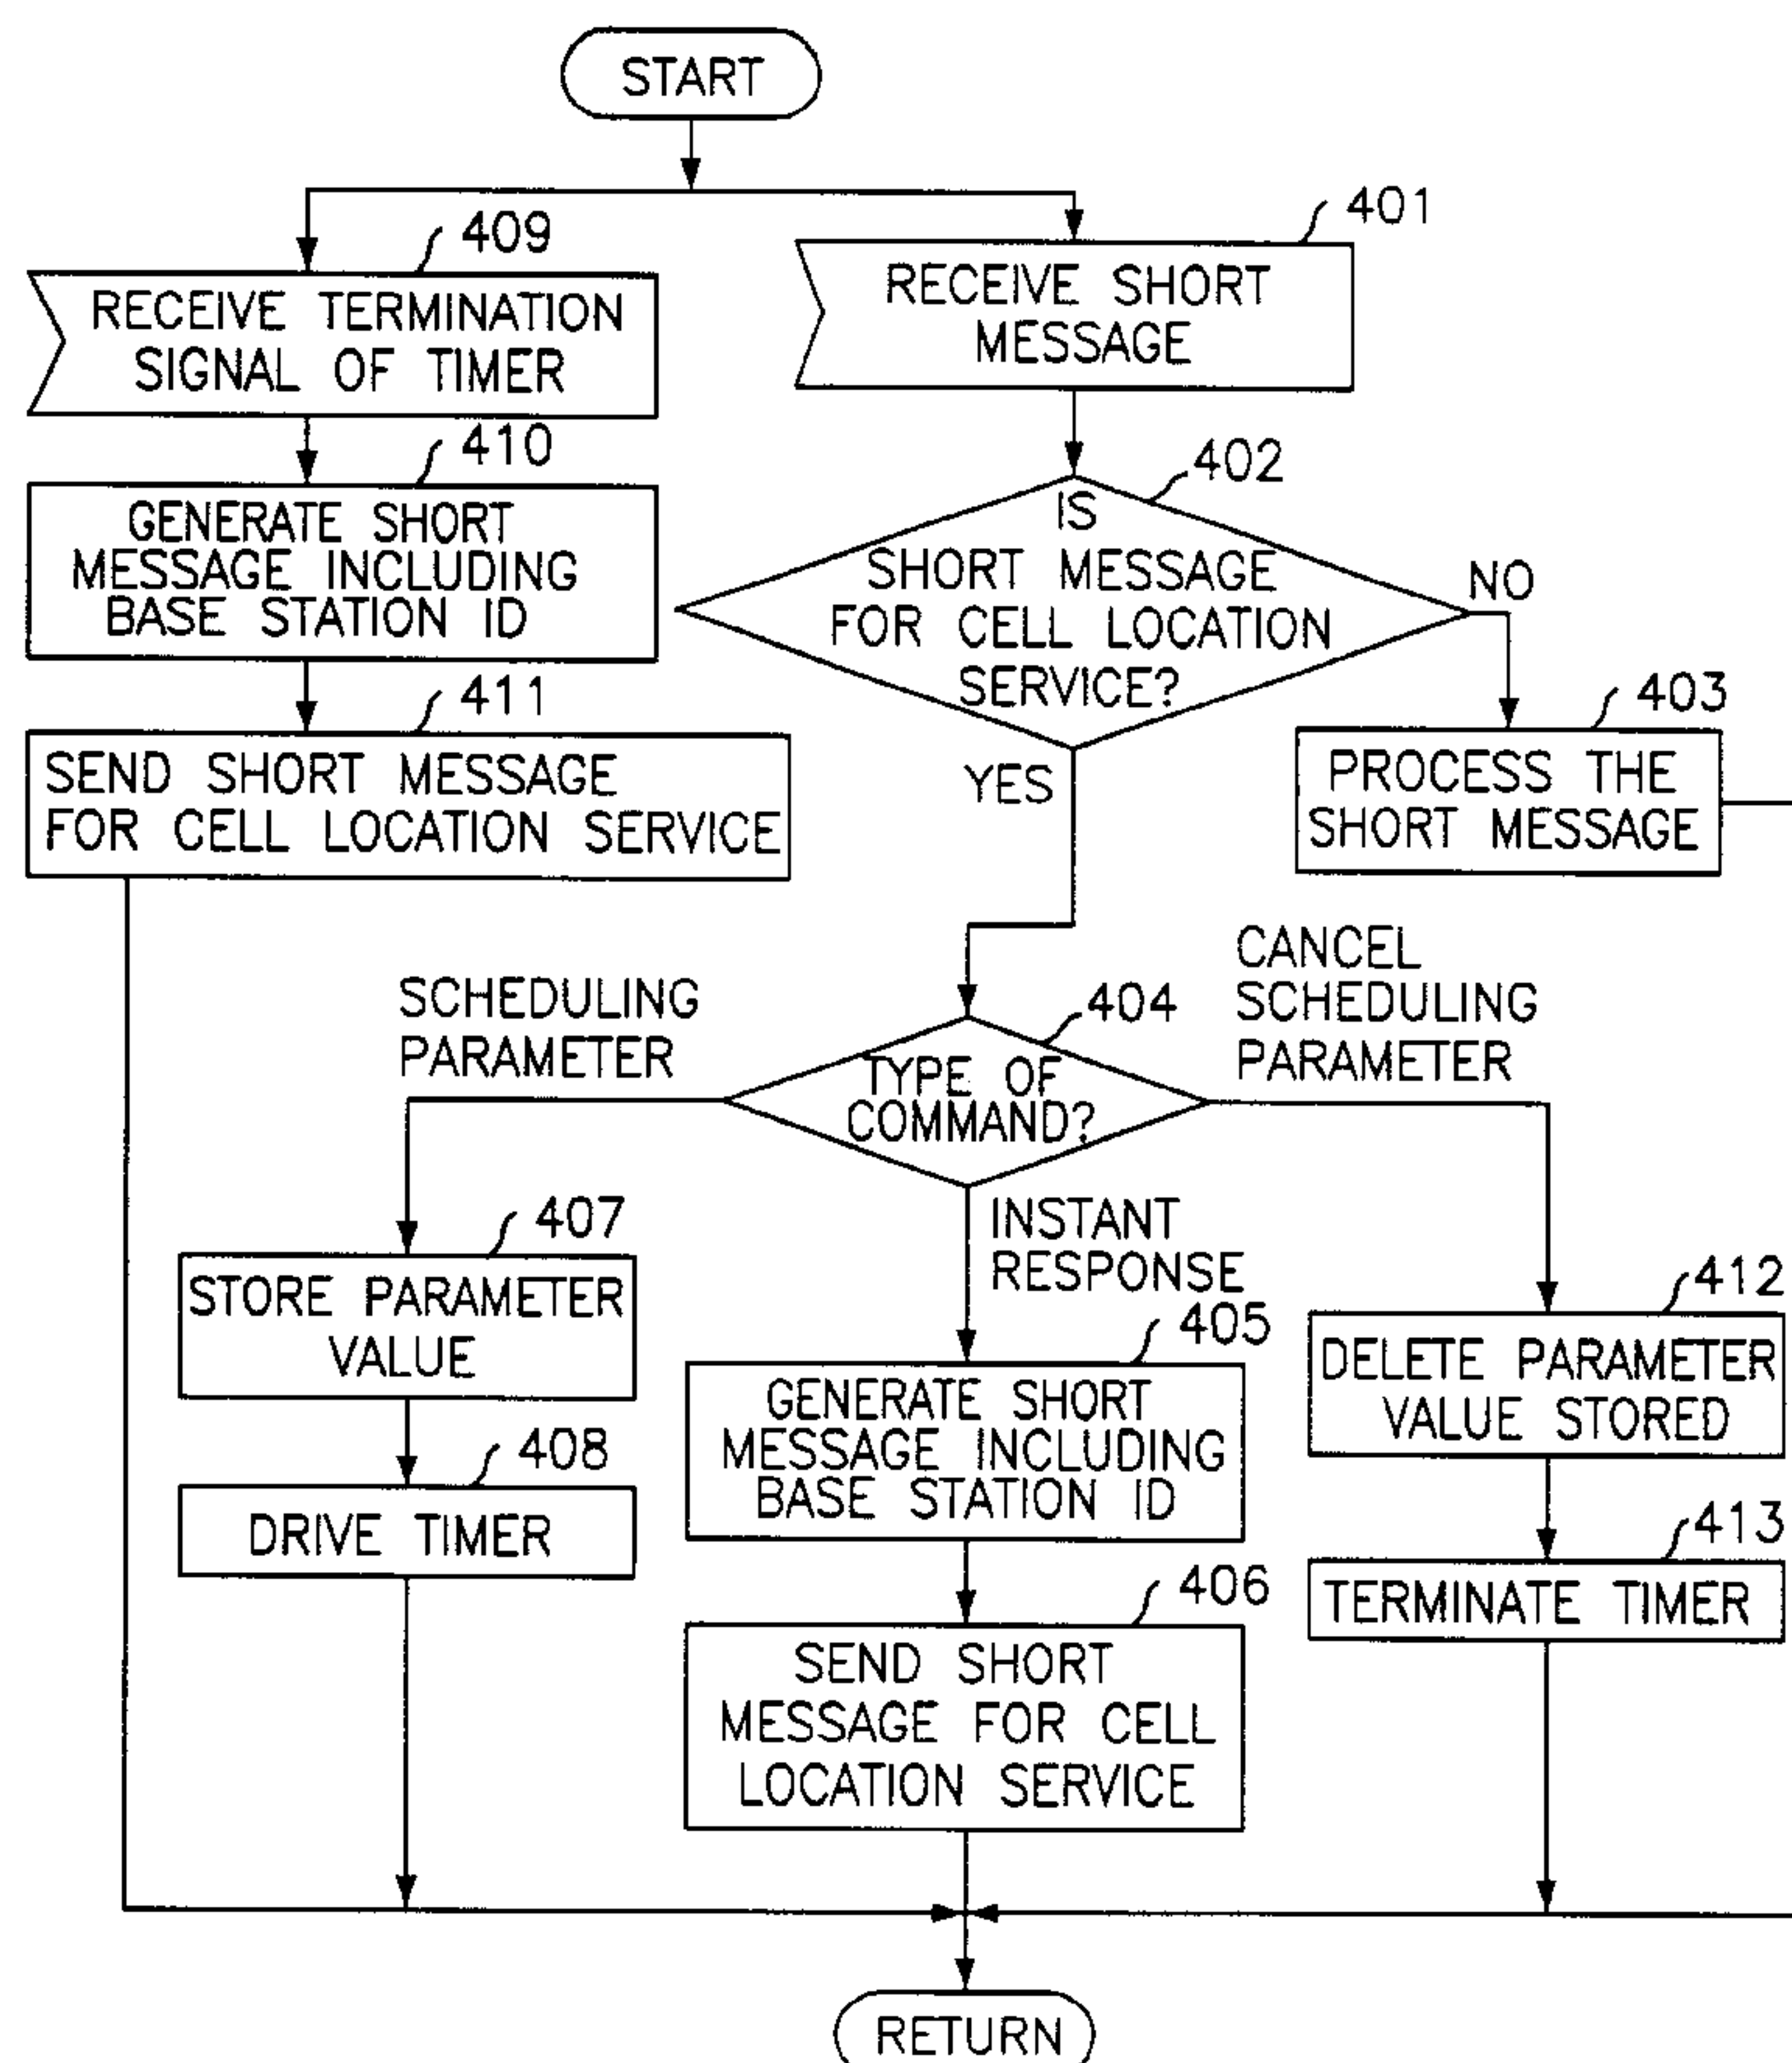 START
409
RECEIVE TERMINATION
SIGNAL OF TIMER
401
RECEIVE SHORT
MESSAGE
410
GENERATE SHORT
MESSAGE INCLUDING
BASE STATION ID
402
IS
SHORT MESSAGE
FOR CELL LOCATION
SERVICE?
NO
YES
411
SEND SHORT MESSAGE
FOR CELL LOCATION SERVICE
403
PROCESS THE
SHORT MESSAGE
404
TYPE OF
COMMAND?
SCHEDULING
PARAMETER
INSTANT
RESPONSE
CANCEL
SCHEDULING
PARAMETER
407
STORE PARAMETER
VALUE
408
DRIVE TIMER
405
GENERATE SHORT
MESSAGE INCLUDING
BASE STATION ID
406
SEND SHORT
MESSAGE FOR CELL
LOCATION SERVICE
412
DELETE PARAMETER
VALUE STORED
413
TERMINATE TIMER
RETURN